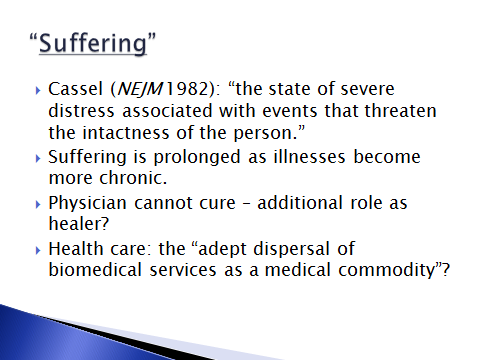 “Suffering”
Cassel (NEJM 1982): “the state of severe
distress associated with events that threaten
the intactness of the person.”
Suffering is prolonged as illnesses become
more chronic.
Physician cannot cure – additional role as
healer?
Health care: the “adept dispersal of
biomedical services as a medical commodity”?